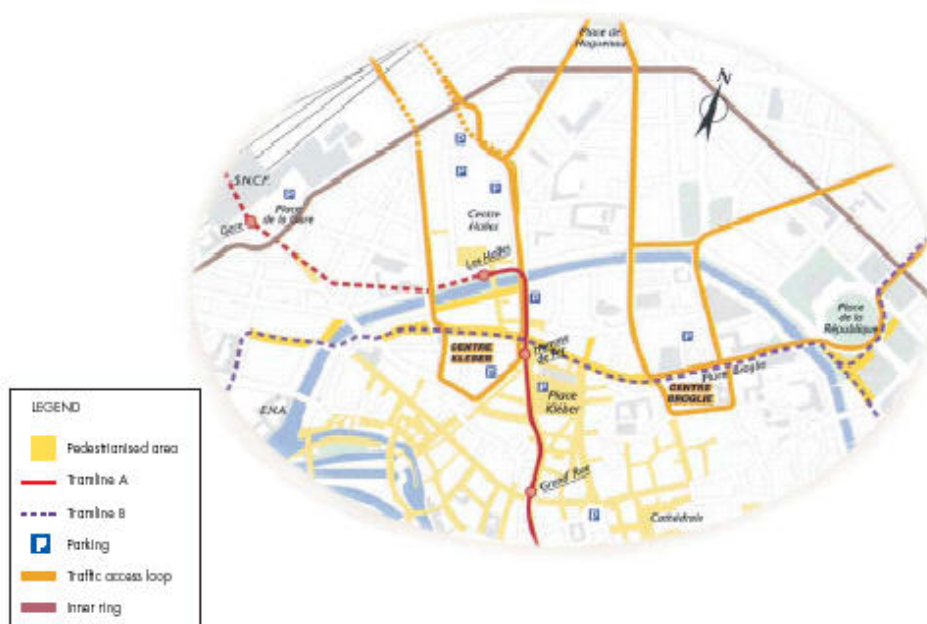 Place de
Haguenau
N
P
S.N.C.F.
P
P
P
P
Gare
Place
de la Gare
Centre
Halles
Les Halles
P
Place
de la
République
P
CENTRE
KLEBER
P
Homme
de Fer
Place Broglie
CENTRE
BROGLIE
P
Place
Kléber
E.N.A.
Grand' Rue
P
Cathédrale
LEGEND
Pedestrianised area
Tramline A
Tramline B
P
Parking
Traffic access loop
Inner ring